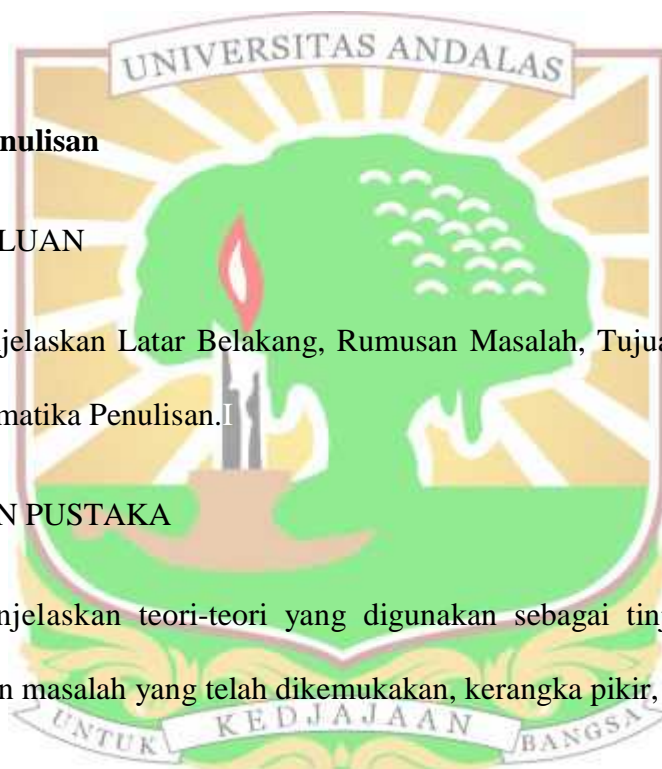 UNIVERSITAS ANDALAS
nulisan
LUAN
jelaskan Latar Belakang, Rumusan Masalah, Tujua
matika Penulisan.I
N PUSTAKA
njelaskan teori-teori yang digunakan sebagai tinj
n masalah yang telah dikemukakan, kerangka pikir,
UNTUK KEDJAJAAN BANGSA